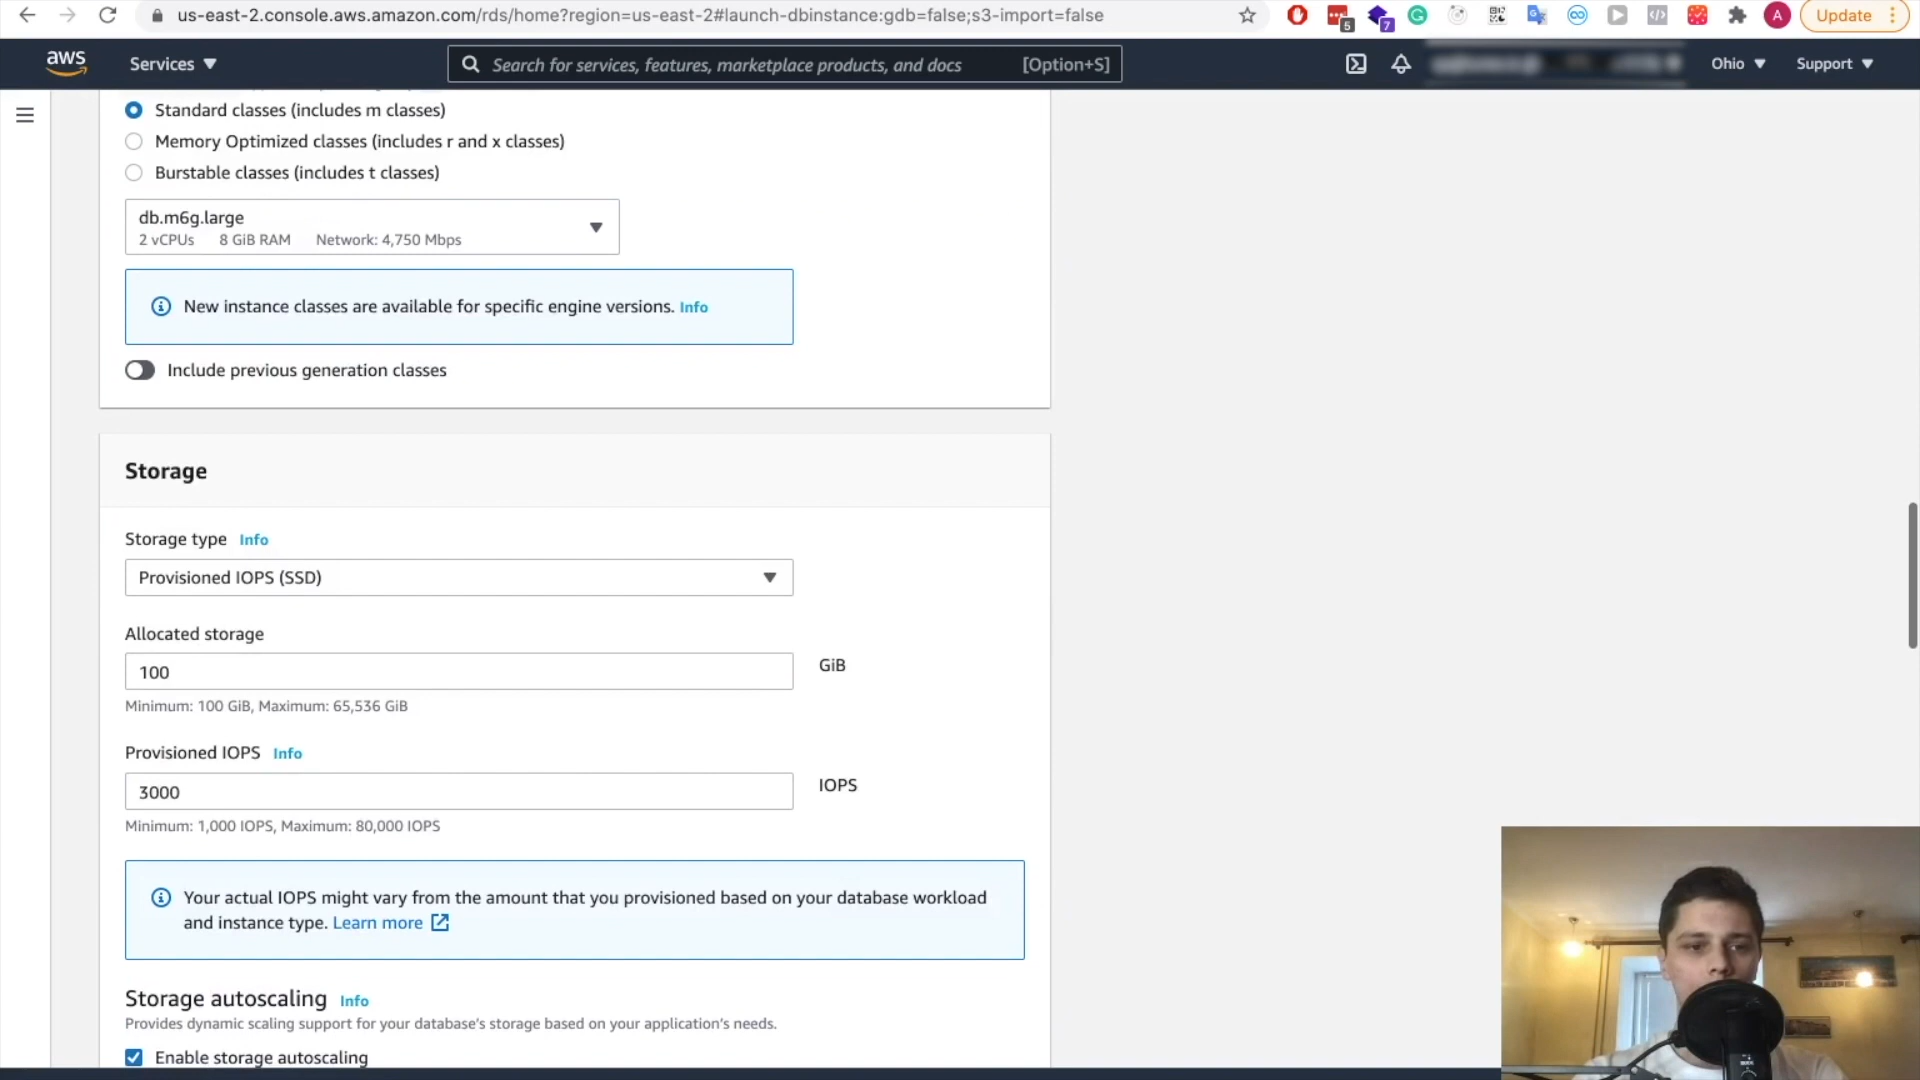 us-east-2.console.aws.amazon.com/rds/home?region=us-east-2#launch-dbinstance:gdb=false;s3-import=false
5
7
A
Update
aws
Services
Search for services, features, marketplace products, and docs
[Option+S]
Ohio
Support
Standard classes (includes m classes)
Memory Optimized classes (includes r and x classes)
Burstable classes (includes t classes)
db.m6g.large
2 vCPUs 8 GiB RAM Network: 4,750 Mbps
New instance classes are available for specific engine versions. Info
Include previous generation classes
Storage
Storage type Info
Provisioned IOPS (SSD)
Allocated storage
100
GiB
Minimum: 100 GiB, Maximum: 65,536 GiB
Provisioned IOPS Info
3000
IOPS
Minimum: 1,000 IOPS, Maximum: 80,000 IOPS
Your actual IOPS might vary from the amount that you provisioned based on your database workload
and instance type. Learn more
Storage autoscaling Info
Provides dynamic scaling support for your database's storage based on your application's needs.
Enable storage autoscaling